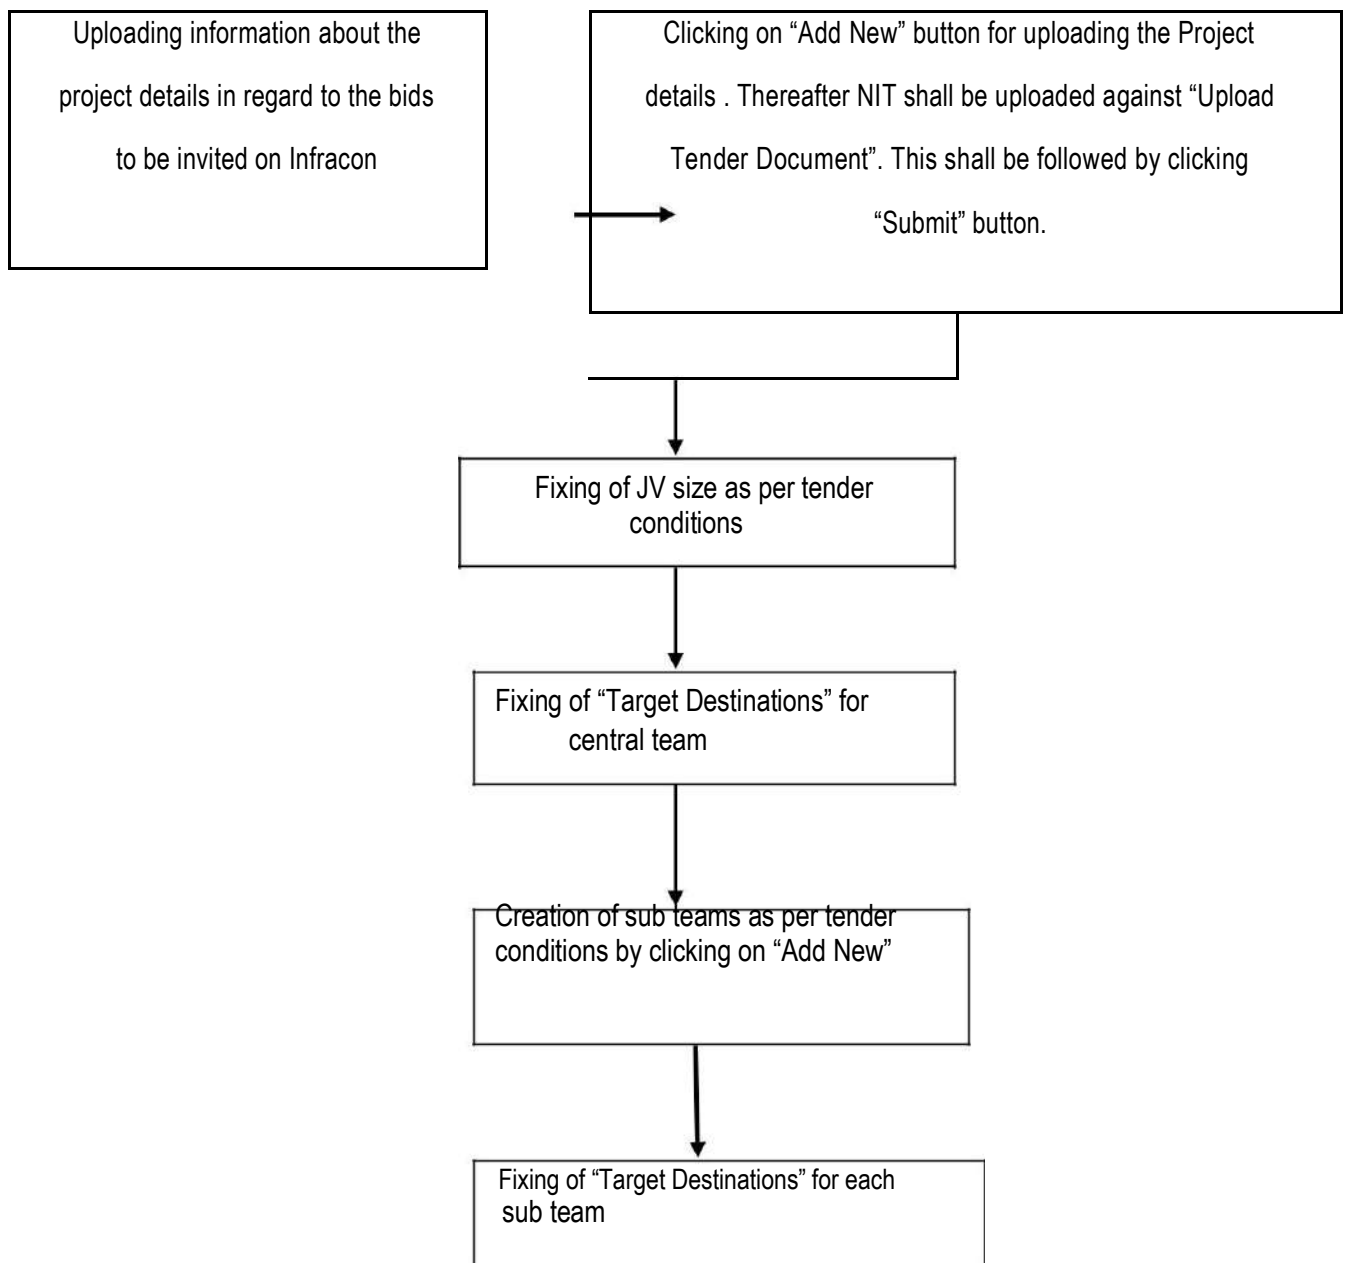 Uploading information about the
project details in regard to the bids
to be invited on Infracon
Clicking on “Add New” button for uploading the Project
details . Thereafter NIT shall be uploaded against “Upload
Tender Document”. This shall be followed by clicking
“Submit” button.
Fixing of JV size as per tender
conditions
Fixing of “Target Destinations” for
central team
Creation of sub teams as per tender
conditions by clicking on “Add New”
Fixing of “Target Destinations” for each
sub team